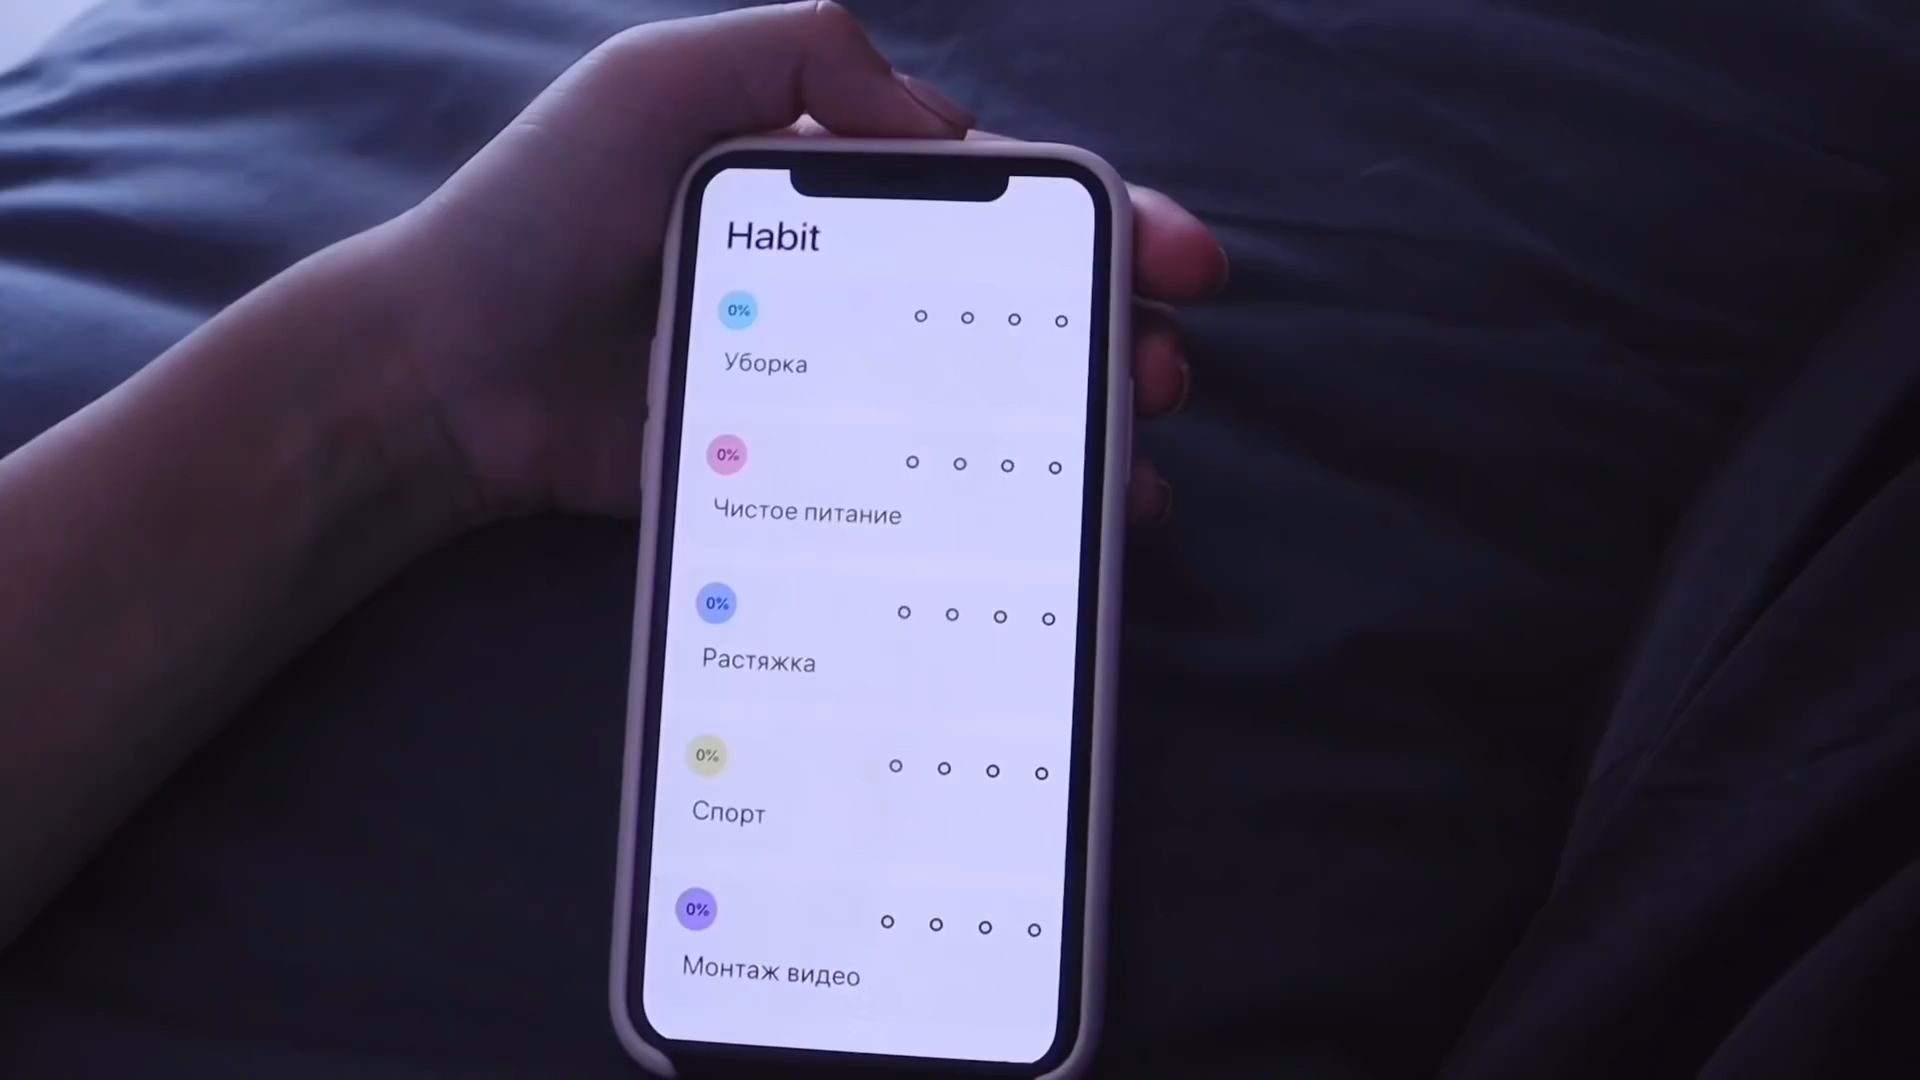 Habit
0%
Уборка
0%
Чистое питание
0%
Растяжка
0%
Спорт
0%
Монтаж видео